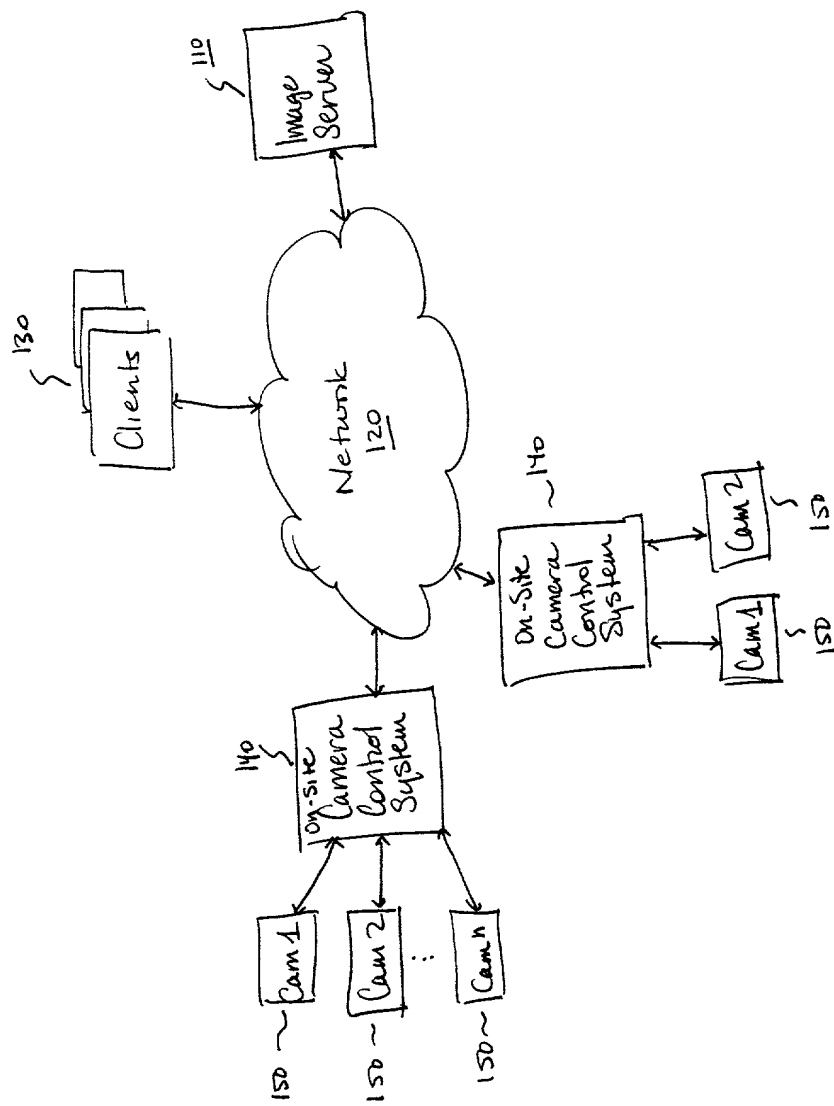 110
Image
Server
130
Clients
Network
120
140
On-Site
Camera
Control
System
140
On-Site
Camera
Control
System
Cam 1
150
Cam 2
150
...
Cam n
150
Cam 1
150
Cam 2
150